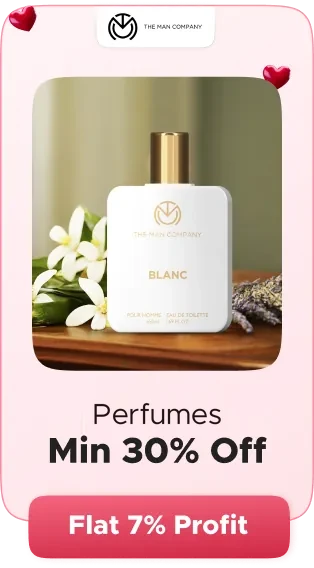 THE MAN COMPANY
THE MAN COMPANY
BLANC
POUR HOMME EAU DE TOILETTE
Perfumes
Min 30% Off
Flat 7% Profit